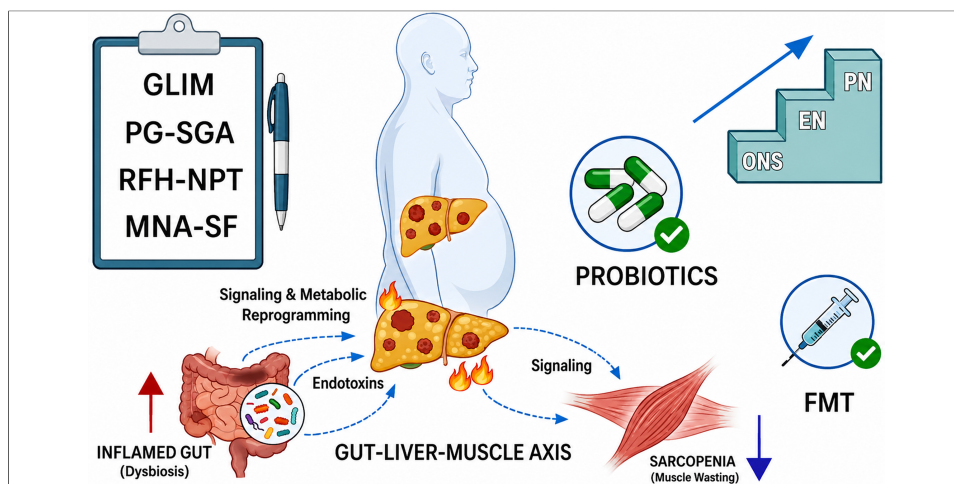 GLIM
PG-SGA
RFH-NPT
MNA-SF
PN
EN
ONS
PROBIOTICS
Signaling & Metabolic
Reprogramming
Endotoxins
Signaling
FMT
INFLAMED GUT
(Dysbiosis)
GUT-LIVER-MUSCLE AXIS
SARCOPENIA
(Muscle Wasting)